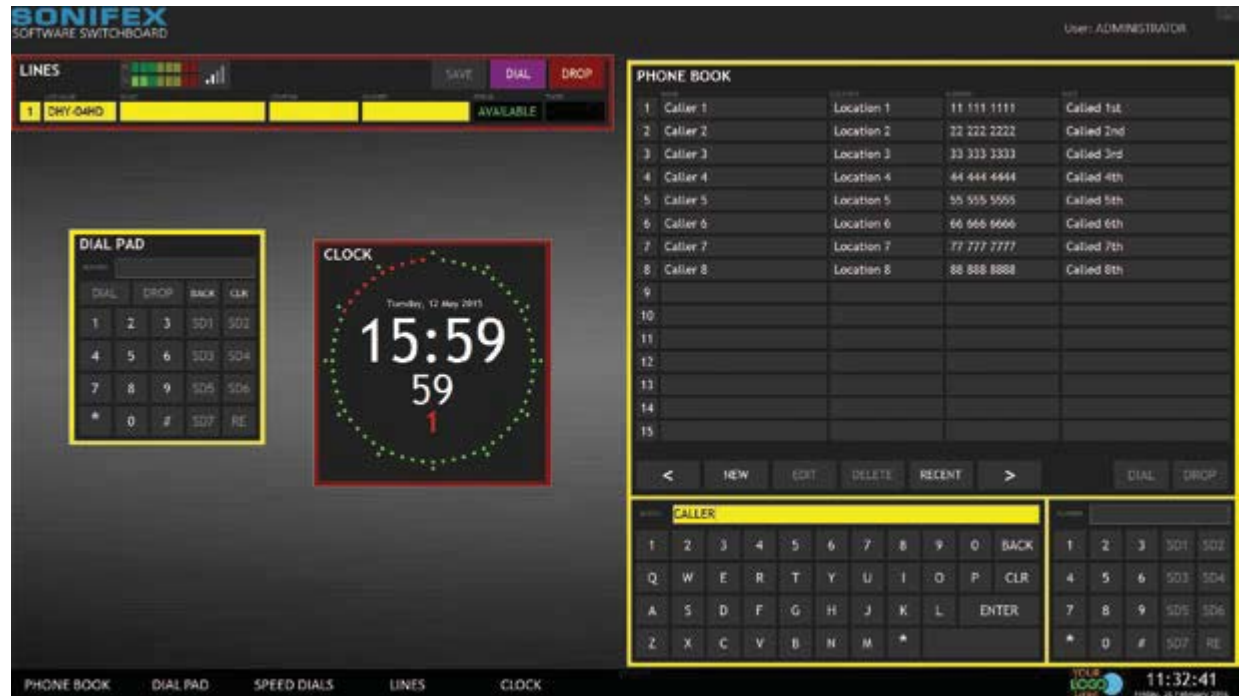 SONIFEX
SOFTWARE SWITCHBOARD
User: ADMINISTRATOR
LINES
SAVE DIAL DROP
1 DHY-04HD AVAILABLE
PHONE BOOK
1 Caller 1 Location 1 11 111 1111 Called 1st
2 Caller 2 Location 2 22 222 2222 Called 2nd
3 Caller 3 Location 3 33 333 3333 Called 3rd
4 Caller 4 Location 4 44 444 4444 Called 4th
5 Caller 5 Location 5 55 555 5555 Called 5th
6 Caller 6 Location 6 66 666 6666 Called 6th
7 Caller 7 Location 7 77 777 7777 Called 7th
8 Caller 8 Location 8 88 888 8888 Called 8th
9
10
11
12
13
14
15
< NEW EDIT DELETE RECENT > DIAL DROP
DIAL PAD
DIAL DROP BACK CLR
1 2 3 SD1 SD2
4 5 6 SD3 SD4
7 8 9 SD5 SD6
* 0 # SD7 RE
CLOCK
Tuesday, 12 May 2015
15:59
59
1
CALLER
1 2 3 4 5 6 7 8 9 0 BACK
Q W E R T Y U I O P CLR
A S D F G H J K L ENTER
Z X C V B N M *
1 2 3 SD1 SD2
4 5 6 SD3 SD4
7 8 9 SD5 SD6
* 0 # SD7 RE
PHONE BOOK DIAL PAD SPEED DIALS LINES CLOCK
YOUR
LOGO
HERE
11:32:41